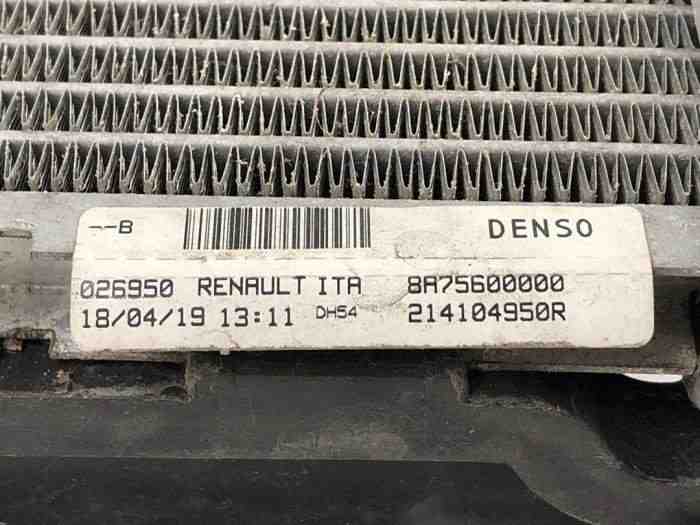 --B DENSO
026950 RENAULT ITA 8A75600000
18/04/19 13:11 DH54 214104950R